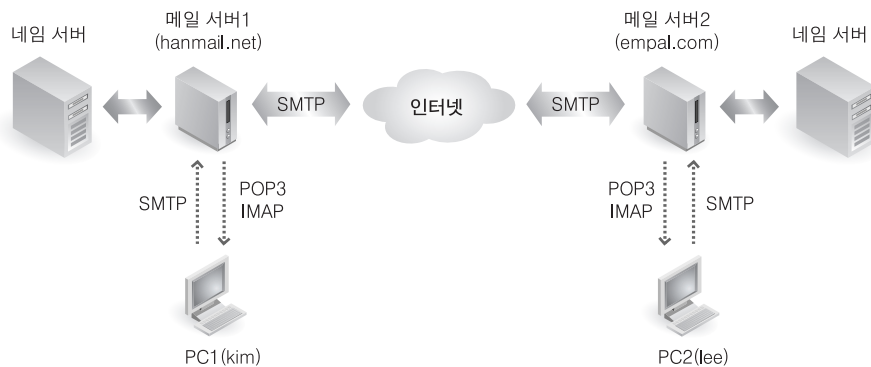 네임 서버
메일 서버1
(hanmail.net)
메일 서버2
(empal.com)
네임 서버
SMTP
인터넷
SMTP
SMTP
POP3
IMAP
POP3
IMAP
SMTP
PC1(kim)
PC2(lee)